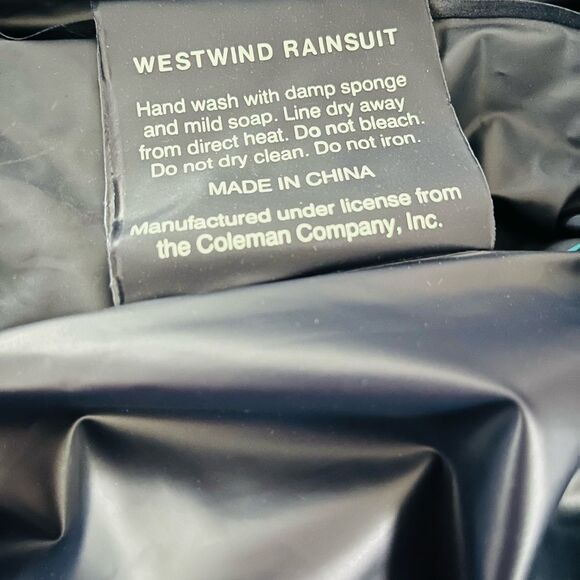 WESTWIND RAINSUIT
Hand wash with damp sponge
and mild soap. Line dry away
from direct heat. Do not bleach.
Do not dry clean. Do not iron.
MADE IN CHINA
Manufactured under license from
the Coleman Company, Inc.